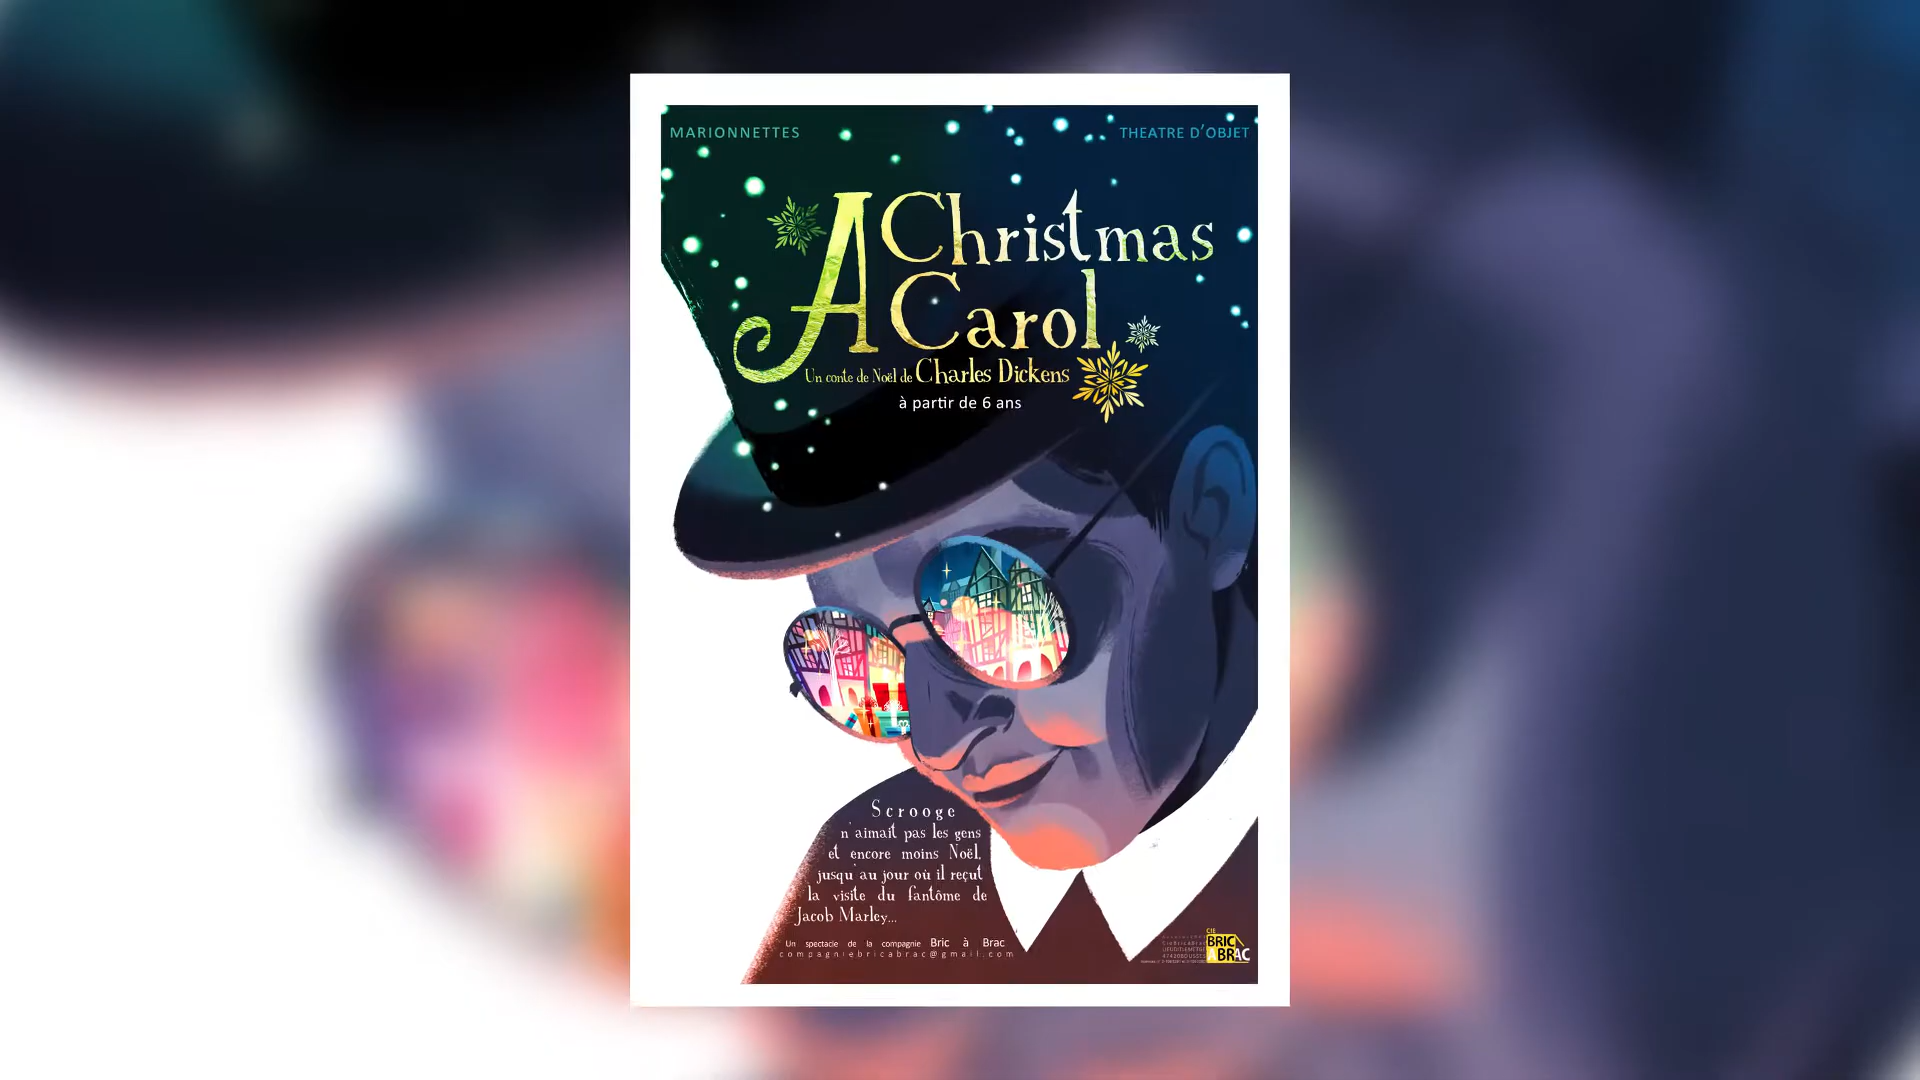 MARIONNETTES
THEATRE D'OBJET
A Christmas
Carol
Un conte de Noël de Charles Dickens
à partir de 6 ans
Scrooge
n'aimait pas les gens
et encore moins Noël,
jusqu'au jour où il reçut
la visite du fantôme de
Jacob Marley...
Un spectacle de la compagnie Bric à Brac
compagniebricabrac@gmail.com
CIE
BRIC
A BRAC